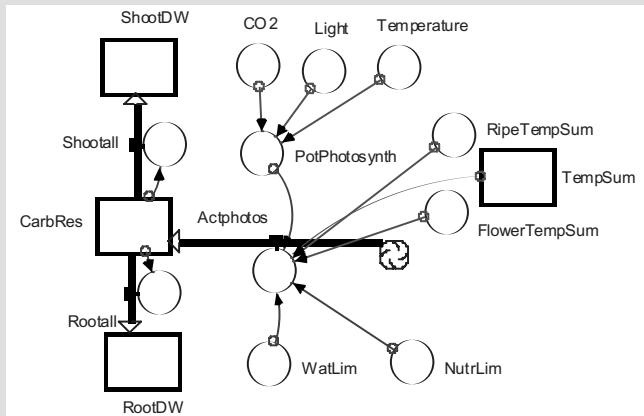 ShootDW
CO2
Light
Temperature
Shootall
PotPhotosynth
RipeTempSum
TempSum
CarbRes
Actphotos
FlowerTempSum
Rootall
WatLim
NutrLim
RootDW